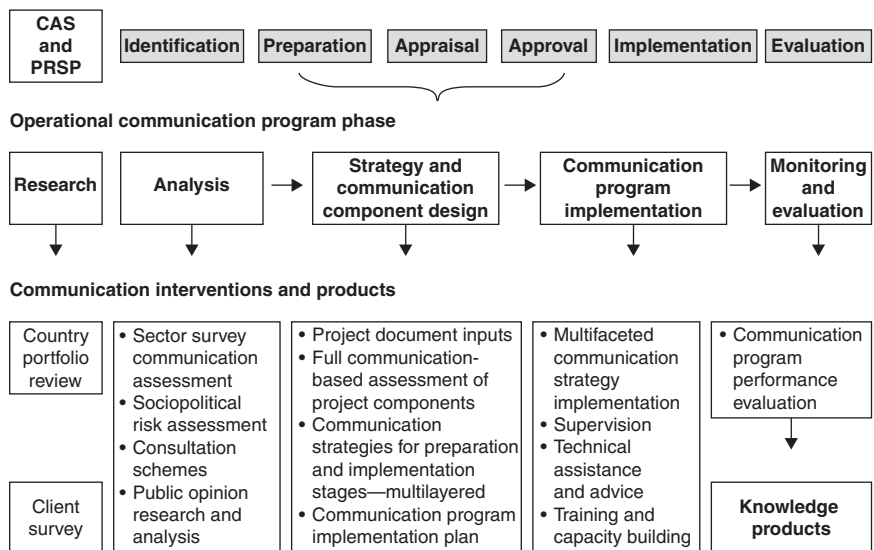 CAS
and
PRSP
Identification
Preparation
Appraisal
Approval
Implementation
Evaluation
Operational communication program phase
Research
Analysis
Strategy and
communication
component design
Communication
program
implementation
Monitoring
and
evaluation
Communication interventions and products
Country
portfolio
review
Client
survey
• Sector survey
communication
assessment
• Sociopolitical
risk assessment
• Consultation
schemes
• Public opinion
research and
analysis
• Project document inputs
• Full communication-
based assessment of
project components
• Communication
strategies for preparation
and implementation
stages—multilayered
• Communication program
implementation plan
• Multifaceted
communication
strategy
implementation
• Supervision
• Technical
assistance
and advice
• Training and
capacity building
• Communication
program
performance
evaluation
Knowledge
products